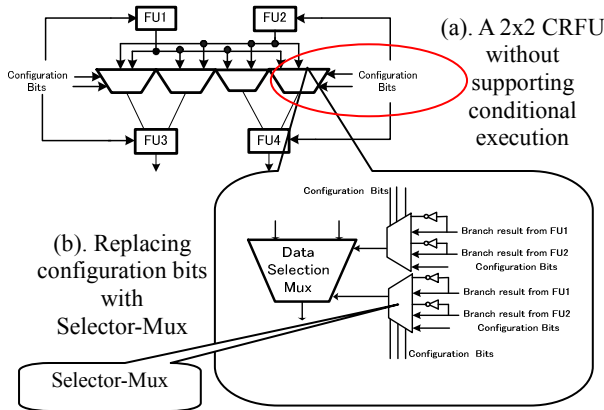 FU1
FU2
(a). A 2x2 CRFU
without
supporting
conditional
execution
Configuration
Bits
Configuration
Bits
FU3
FU4
(b). Replacing
configuration bits
with
Selector-Mux
Configuration Bits
Branch result from FU1
Branch result from FU2
Configuration Bits
Data
Selection
Mux
Branch result from FU1
Branch result from FU2
Configuration Bits
Configuration Bits
Selector-Mux